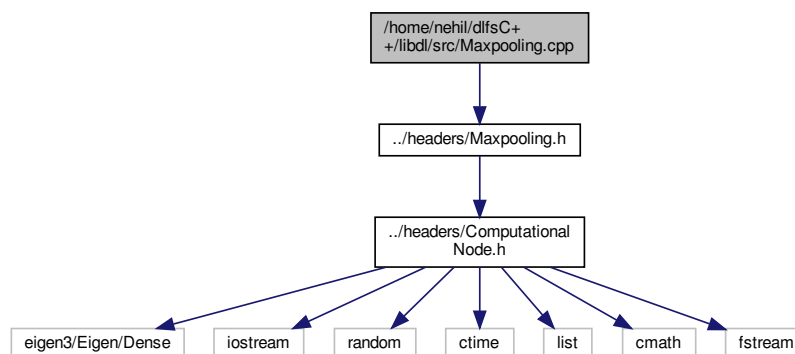 /home/nehil/dlfsC+
+/libdl/src/Maxpooling.cpp
../headers/Maxpooling.h
../headers/Computational
Node.h
eigen3/Eigen/Dense
iostream
random
ctime
list
cmath
fstream